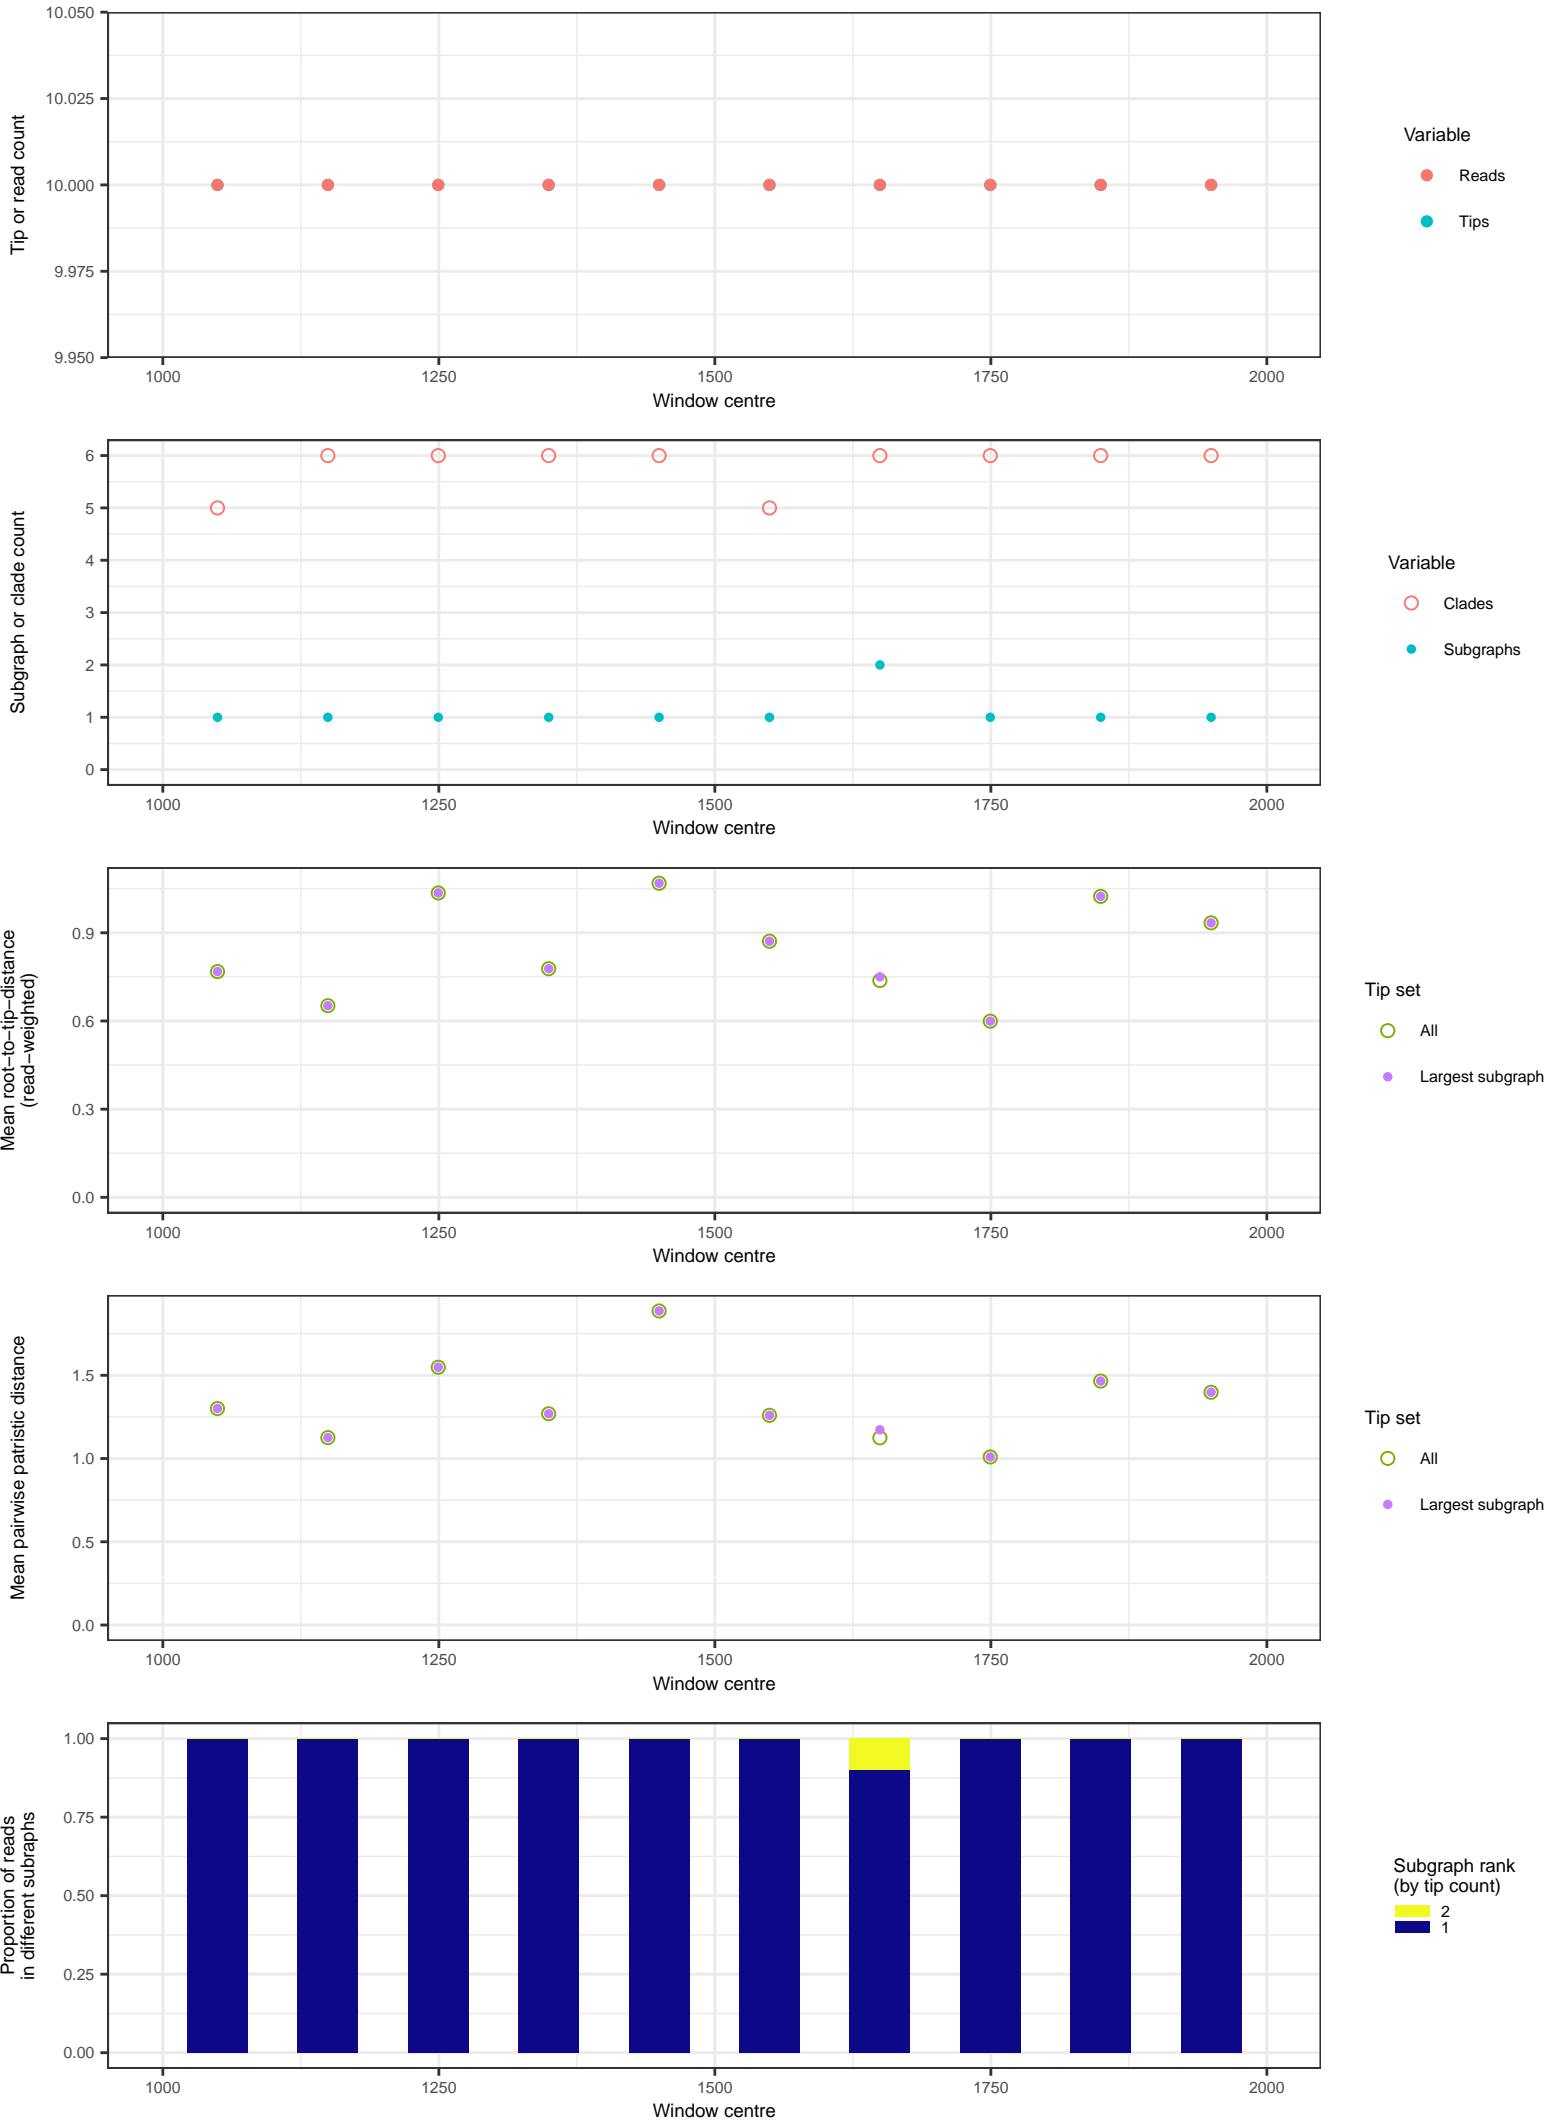 10.050
10.025
10.000
9.975
9.950
Tip or read count
1000 1250 1500 1750 2000
Window centre
Variable
Reads
Tips
6
5
4
3
2
1
0
Subgraph or clade count
1000 1250 1500 1750 2000
Window centre
Variable
Clades
Subgraphs
0.9
0.6
0.3
0.0
Mean root−to−tip−distance
(read−weighted)
1000 1250 1500 1750 2000
Window centre
Tip set
All
Largest subgraph
1.5
1.0
0.5
0.0
Mean pairwise patristic distance
1000 1250 1500 1750 2000
Window centre
Tip set
All
Largest subgraph
1.00
0.75
0.50
0.25
0.00
Proportion of reads
in different subraphs
1000 1250 1500 1750 2000
Window centre
Subgraph rank
(by tip count)
2
1